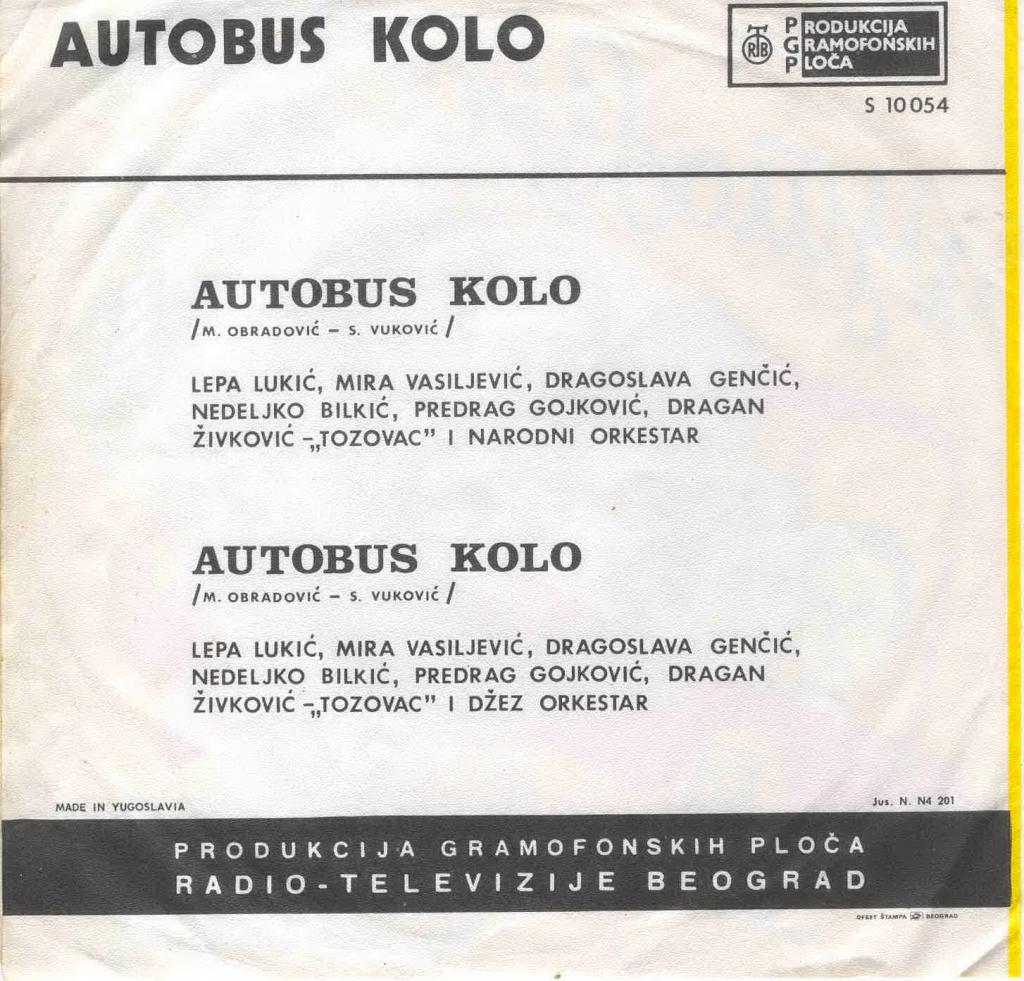 AUTOBUS KOLO
RTB
PRODUKCIJA
GRAMOFONSKIH
PLOČA
S 10054
AUTOBUS KOLO
/M. OBRADOVIĆ – S. VUKOVIĆ/
LEPA LUKIĆ, MIRA VASILJEVIĆ, DRAGOSLAVA GENČIĆ,
NEDELJKO BILKIĆ, PREDRAG GOJKOVIĆ, DRAGAN
ŽIVKOVIĆ -„TOZOVAC” I NARODNI ORKESTAR
AUTOBUS KOLO
/M. OBRADOVIĆ – S. VUKOVIĆ/
LEPA LUKIĆ, MIRA VASILJEVIĆ, DRAGOSLAVA GENČIĆ,
NEDELJKO BILKIĆ, PREDRAG GOJKOVIĆ, DRAGAN
ŽIVKOVIĆ -„TOZOVAC” I DŽEZ ORKESTAR
MADE IN YUGOSLAVIA
Jus. N. N4 201
PRODUKCIJA GRAMOFONSKIH PLOČA
RADIO-TELEVIZIJE BEOGRAD
OFSET ŠTAMPA BEOGRAD